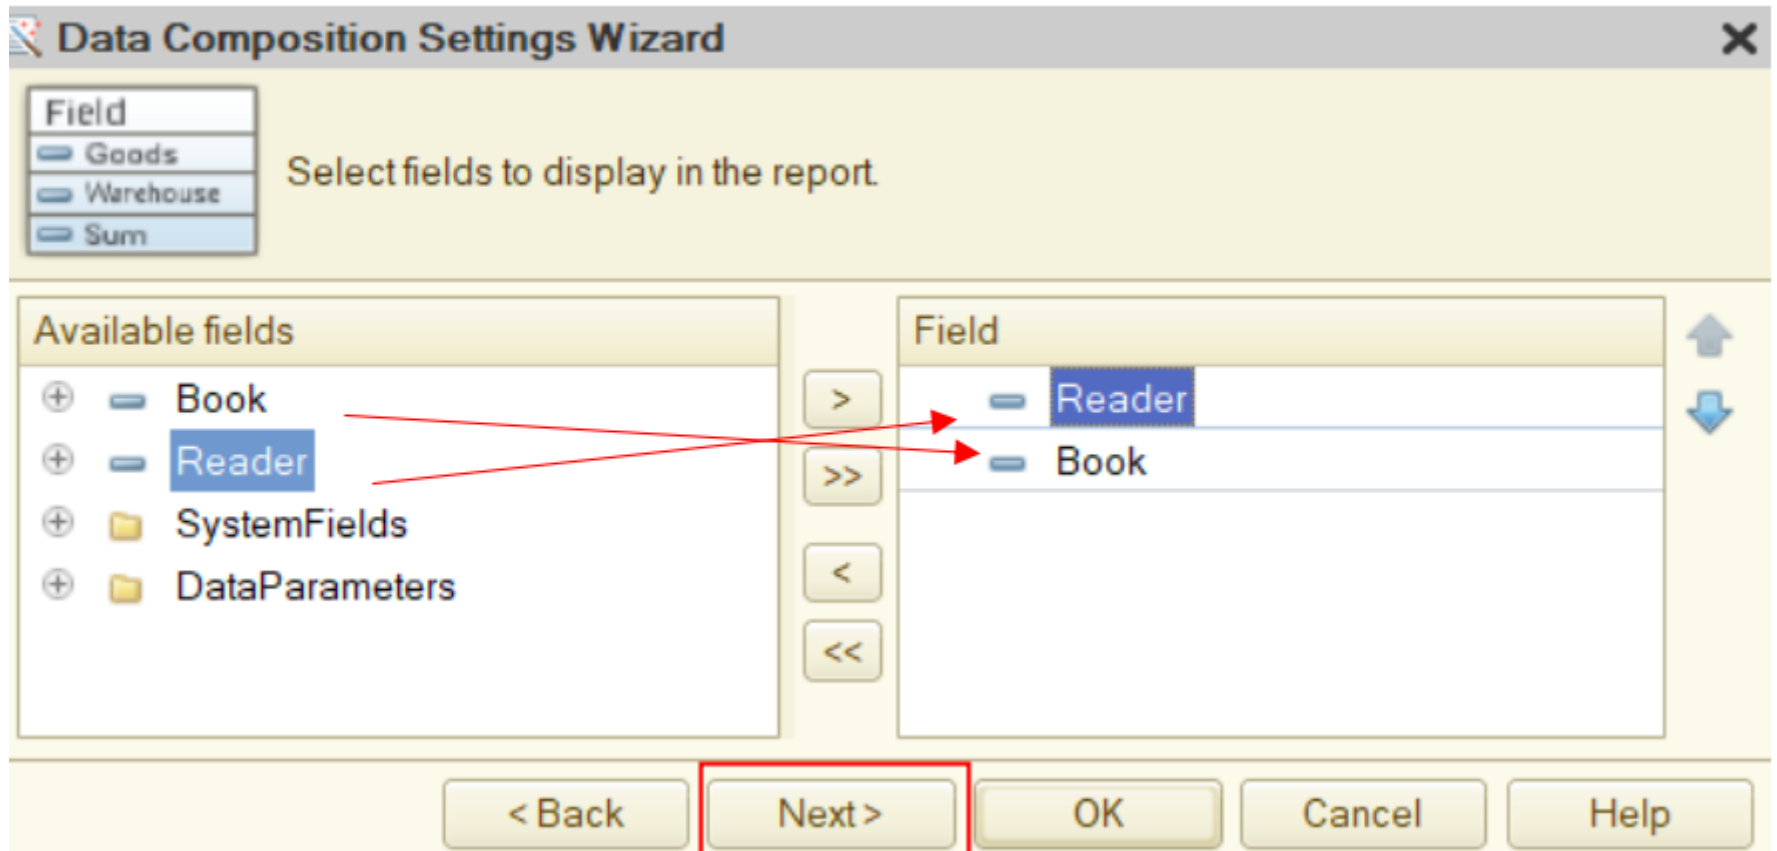 Data Composition Settings Wizard
Field
Goods
Warehouse
Sum
Select fields to display in the report.
Available fields
Book
Reader
SystemFields
DataParameters
>
>>
<
<<
Field
Reader
Book
< Back
Next >
OK
Cancel
Help